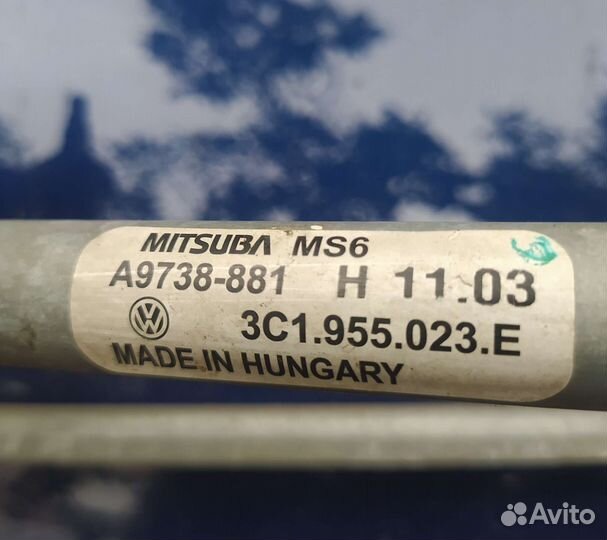 MITSUBA MS6
A9738-881 H 11.03
3C1.955.023.E
MADE IN HUNGARY
Avito